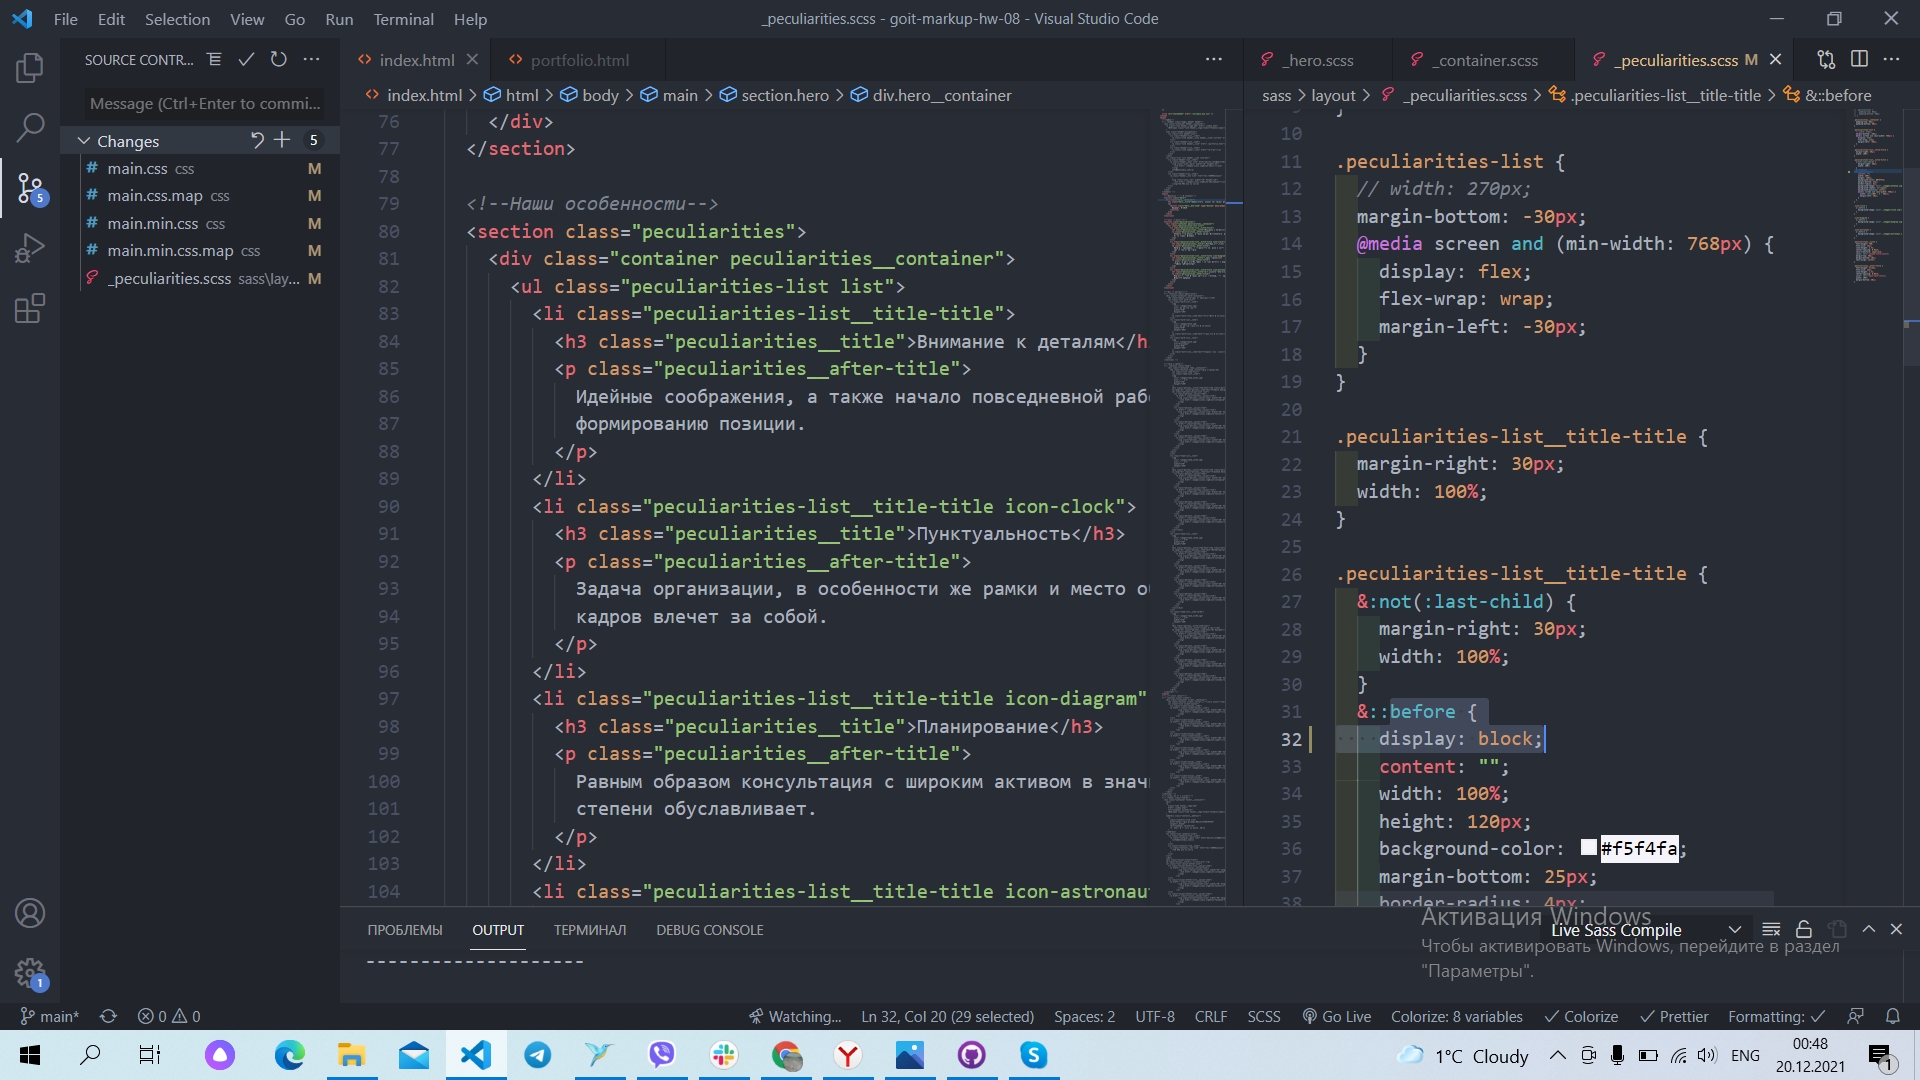 File Edit Selection View Go Run Terminal Help
_peculiarities.scss - goit-markup-hw-08 - Visual Studio Code
SOURCE CONTR...
Message (Ctrl+Enter to commi...
Changes 5
# main.css css M
# main.css.map css M
# main.min.css css M
# main.min.css.map css M
_peculiarities.scss sass\lay... M
5
1
index.html
portfolio.html
index.html > html > body > main > section.hero > div.hero__container
76 </div>
77 </section>
78
79 <!--Наши особенности-->
80 <section class="peculiarities">
81 <div class="container peculiarities__container">
82 <ul class="peculiarities-list list">
83 <li class="peculiarities-list__title-title">
84 <h3 class="peculiarities__title">Внимание к деталям</h
85 <p class="peculiarities__after-title">
86 Идейные соображения, а также начало повседневной раб
87 формированию позиции.
88 </p>
89 </li>
90 <li class="peculiarities-list__title-title icon-clock">
91 <h3 class="peculiarities__title">Пунктуальность</h3>
92 <p class="peculiarities__after-title">
93 Задача организации, в особенности же рамки и место о
94 кадров влечет за собой.
95 </p>
96 </li>
97 <li class="peculiarities-list__title-title icon-diagram"
98 <h3 class="peculiarities__title">Планирование</h3>
99 <p class="peculiarities__after-title">
100 Равным образом консультация с широким активом в знач
101 степени обуславливает.
102 </p>
103 </li>
104 <li class="peculiarities-list__title-title icon-astronau
_hero.scss
_container.scss
_peculiarities.scss M
sass > layout > _peculiarities.scss > .peculiarities-list__title-title > &::before
10
11 .peculiarities-list {
12 // width: 270px;
13 margin-bottom: -30px;
14 @media screen and (min-width: 768px) {
15 display: flex;
16 flex-wrap: wrap;
17 margin-left: -30px;
18 }
19 }
20
21 .peculiarities-list__title-title {
22 margin-right: 30px;
23 width: 100%;
24 }
25
26 .peculiarities-list__title-title {
27 &:not(:last-child) {
28 margin-right: 30px;
29 width: 100%;
30 }
31 &::before {
32 display: block;
33 content: "";
34 width: 100%;
35 height: 120px;
36 background-color: #f5f4fa;
37 margin-bottom: 25px;
38 border-radius: 4px;
ПРОБЛЕМЫ OUTPUT ТЕРМИНАЛ DEBUG CONSOLE
Live Sass Compile
--------------------
Активация Windows
Чтобы активировать Windows, перейдите в раздел
"Параметры".
main* 0 0 Watching... Ln 32, Col 20 (29 selected) Spaces: 2 UTF-8 CRLF SCSS Go Live Colorize: 8 variables Colorize Prettier Formatting:
1°C Cloudy ENG
00:48
20.12.2021
1